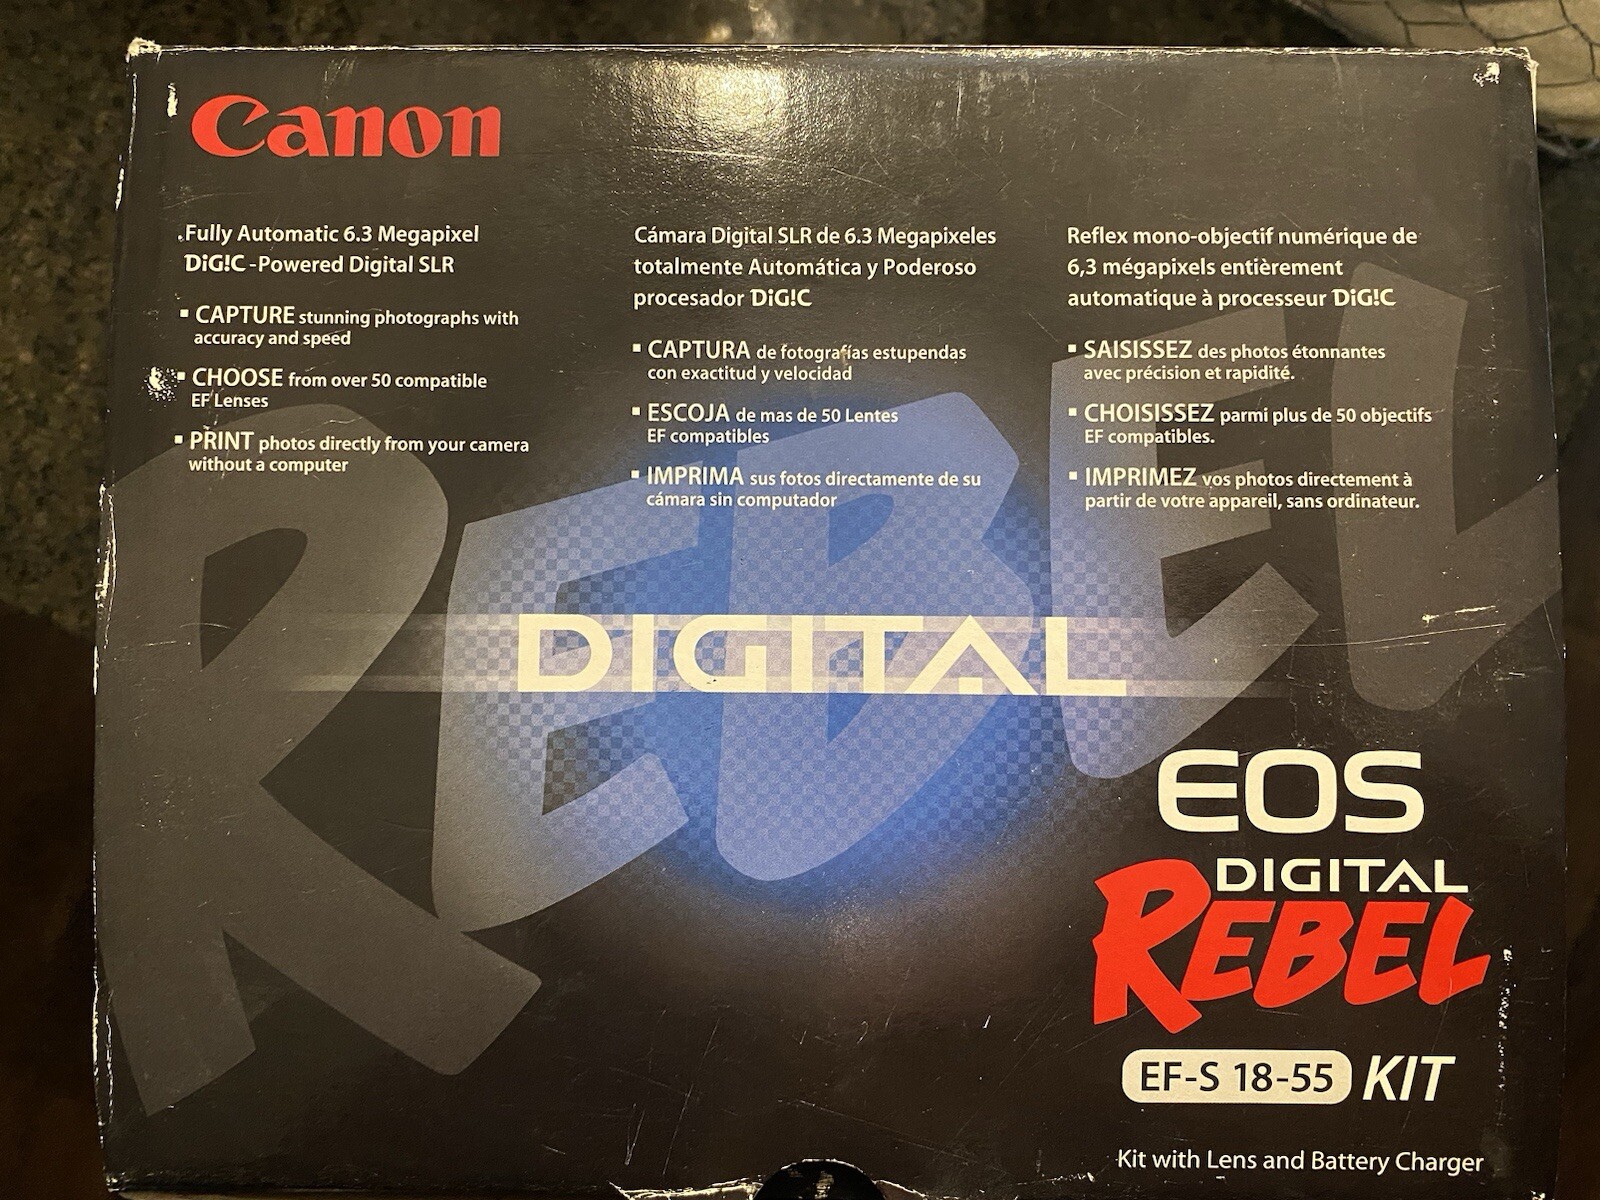 Canon
Fully Automatic 6.3 Megapixel
DiG!C -Powered Digital SLR
▪ CAPTURE stunning photographs with
accuracy and speed
▪ CHOOSE from over 50 compatible
EF Lenses
▪ PRINT photos directly from your camera
without a computer
Cámara Digital SLR de 6.3 Megapixeles
totalmente Automática y Poderoso
procesador DiG!C
▪ CAPTURA de fotografías estupendas
con exactitud y velocidad
▪ ESCOJA de mas de 50 Lentes
EF compatibles
▪ IMPRIMA sus fotos directamente de su
cámara sin computador
Reflex mono-objectif numérique de
6,3 mégapixels entièrement
automatique à processeur DiG!C
▪ SAISISSEZ des photos étonnantes
avec précision et rapidité.
▪ CHOISISSEZ parmi plus de 50 objectifs
EF compatibles.
▪ IMPRIMEZ vos photos directement à
partir de votre appareil, sans ordinateur.
REBEL
DIGITAL
EOS
DIGITAL
REBEL
EF-S 18-55 KIT
Kit with Lens and Battery Charger